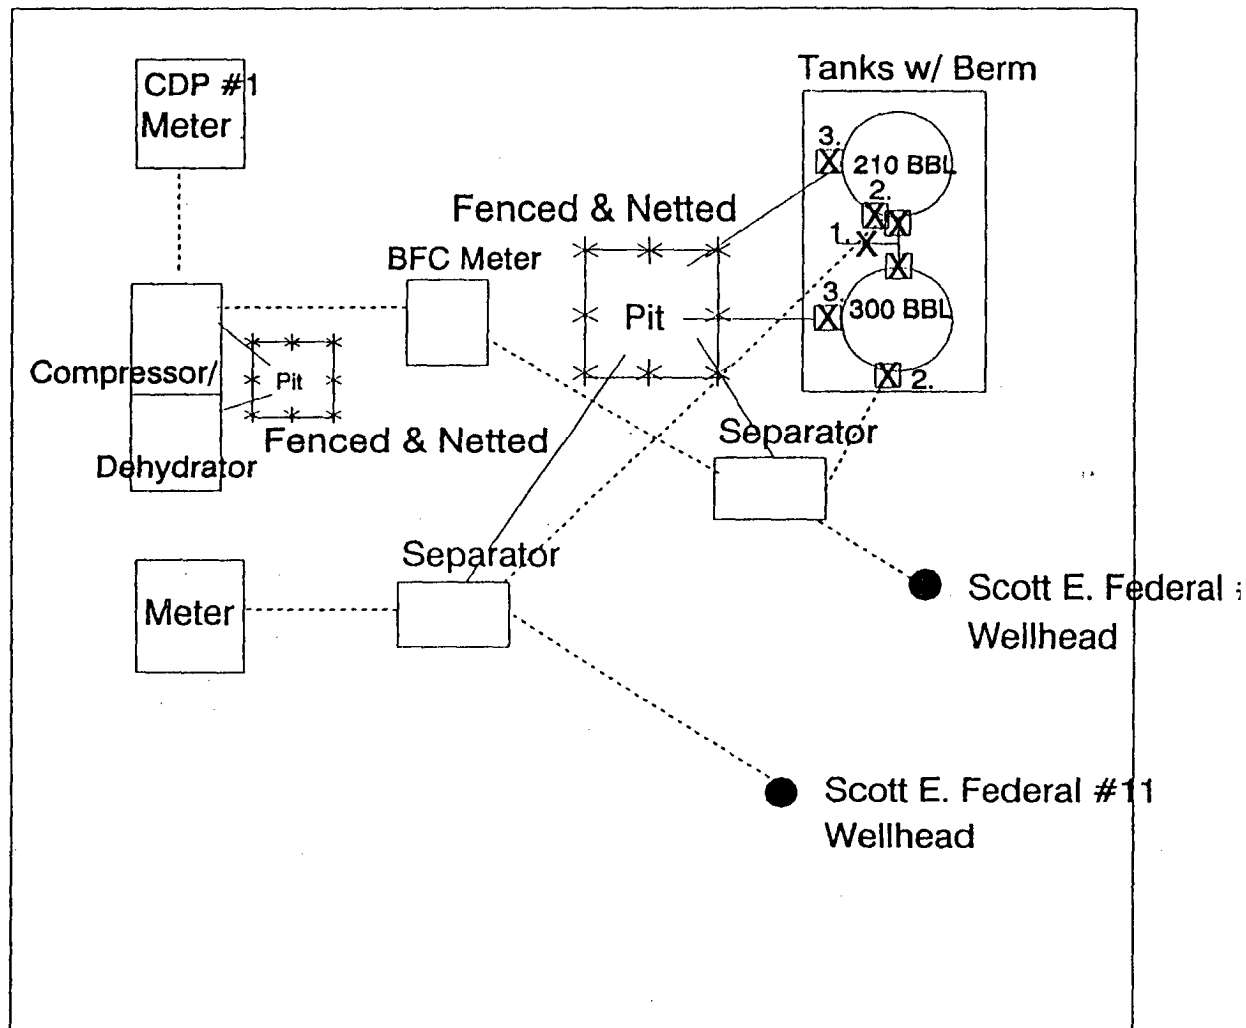 CDP #1
Meter
Tanks w/ Berm
3.
210 BBL
2.
1.
Fenced & Netted
BFC Meter
Pit
3.
300 BBL
2.
Compressor/
Pit
Fenced & Netted
Dehydrator
Separator
Separator
Meter
Scott E. Federal
Wellhead
Scott E. Federal #11
Wellhead